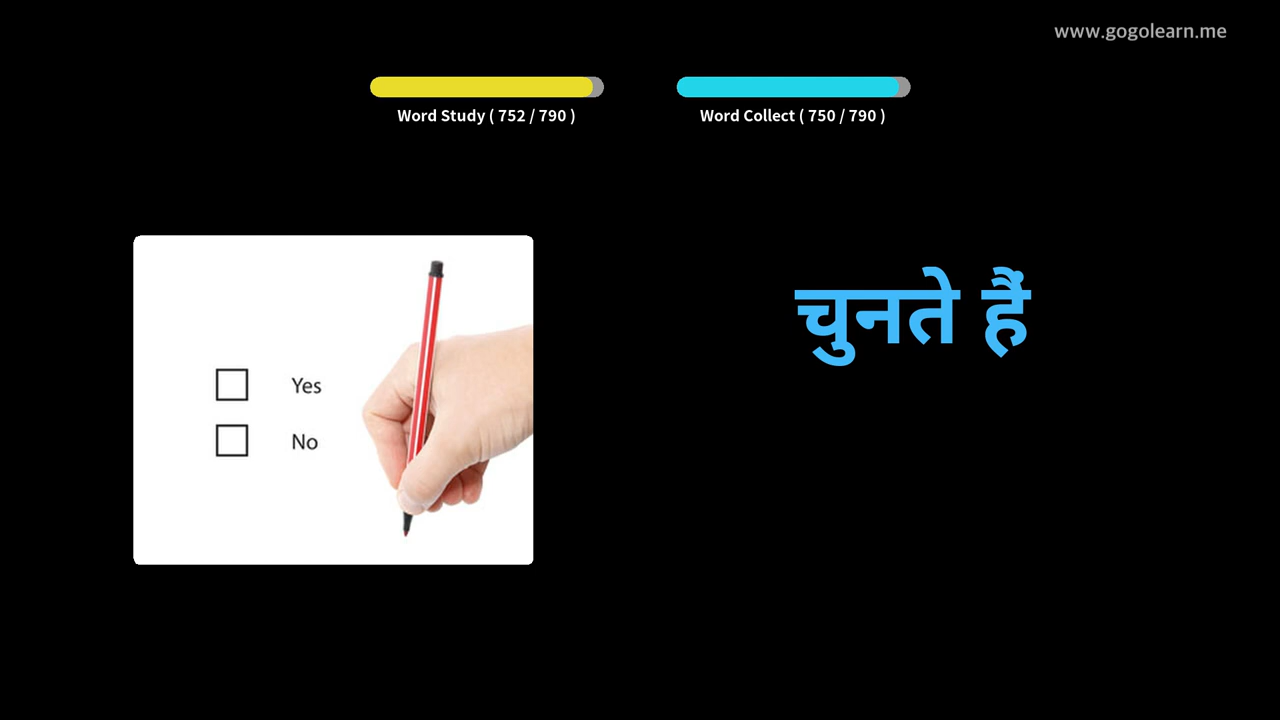 www.gogolearn.me
Word Study ( 752 / 790 )
Word Collect ( 750 / 790 )
चुनते हैं
Yes
No